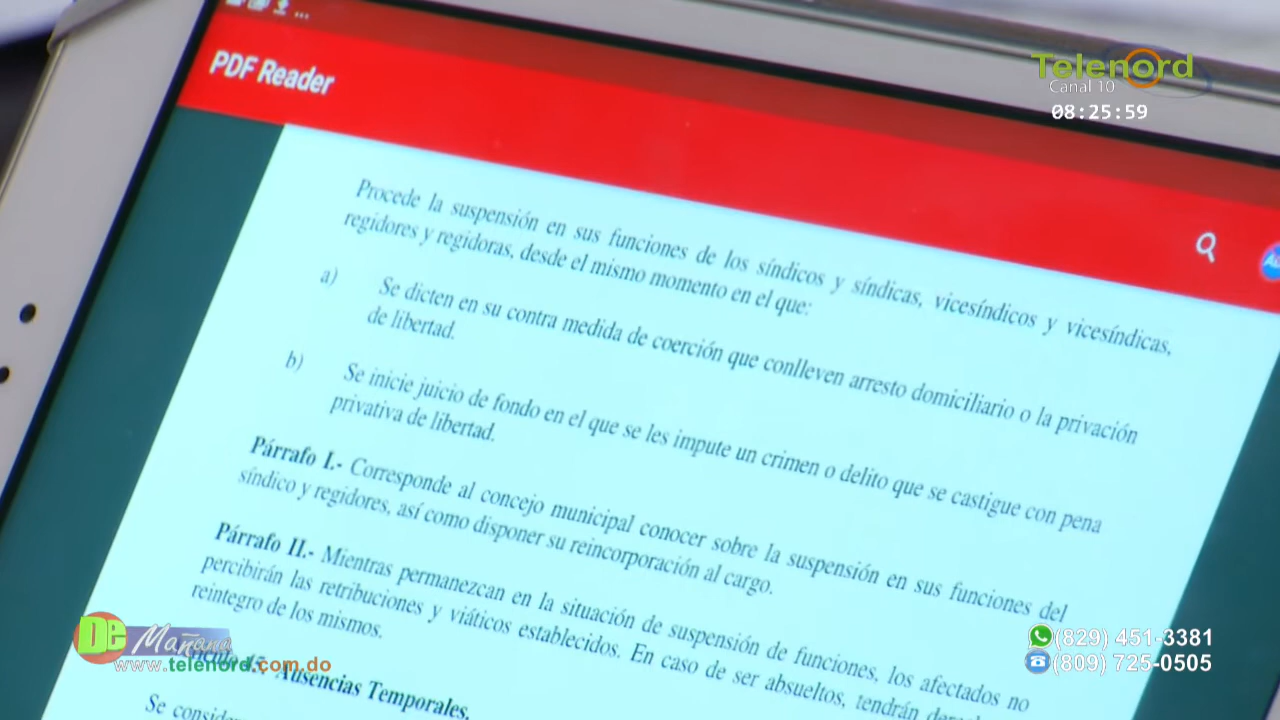 PDF Reader
Telenord
Canal 10
08:25:59
Procede la suspensión en sus funciones de los síndicos y síndicas, vicesíndicos y vicesíndicas,
regidores y regidoras, desde el mismo momento en el que:
a) Se dicten en su contra medida de coerción que conlleven arresto domiciliario o la privación
de libertad.
b) Se inicie juicio de fondo en el que se les impute un crimen o delito que se castigue con pena
privativa de libertad.
Párrafo I.- Corresponde al concejo municipal conocer sobre la suspensión en sus funciones del
síndico y regidores, así como disponer su reincorporación al cargo.
Párrafo II.- Mientras permanezcan en la situación de suspensión de funciones, los afectados no
percibirán las retribuciones y viáticos establecidos. En caso de ser absueltos, tendrán
reintegro de los mismos.
Ausencias Temporales.
Se
De Mañana
www.telenord.com.do
(829) 451-3381
(809) 725-0505